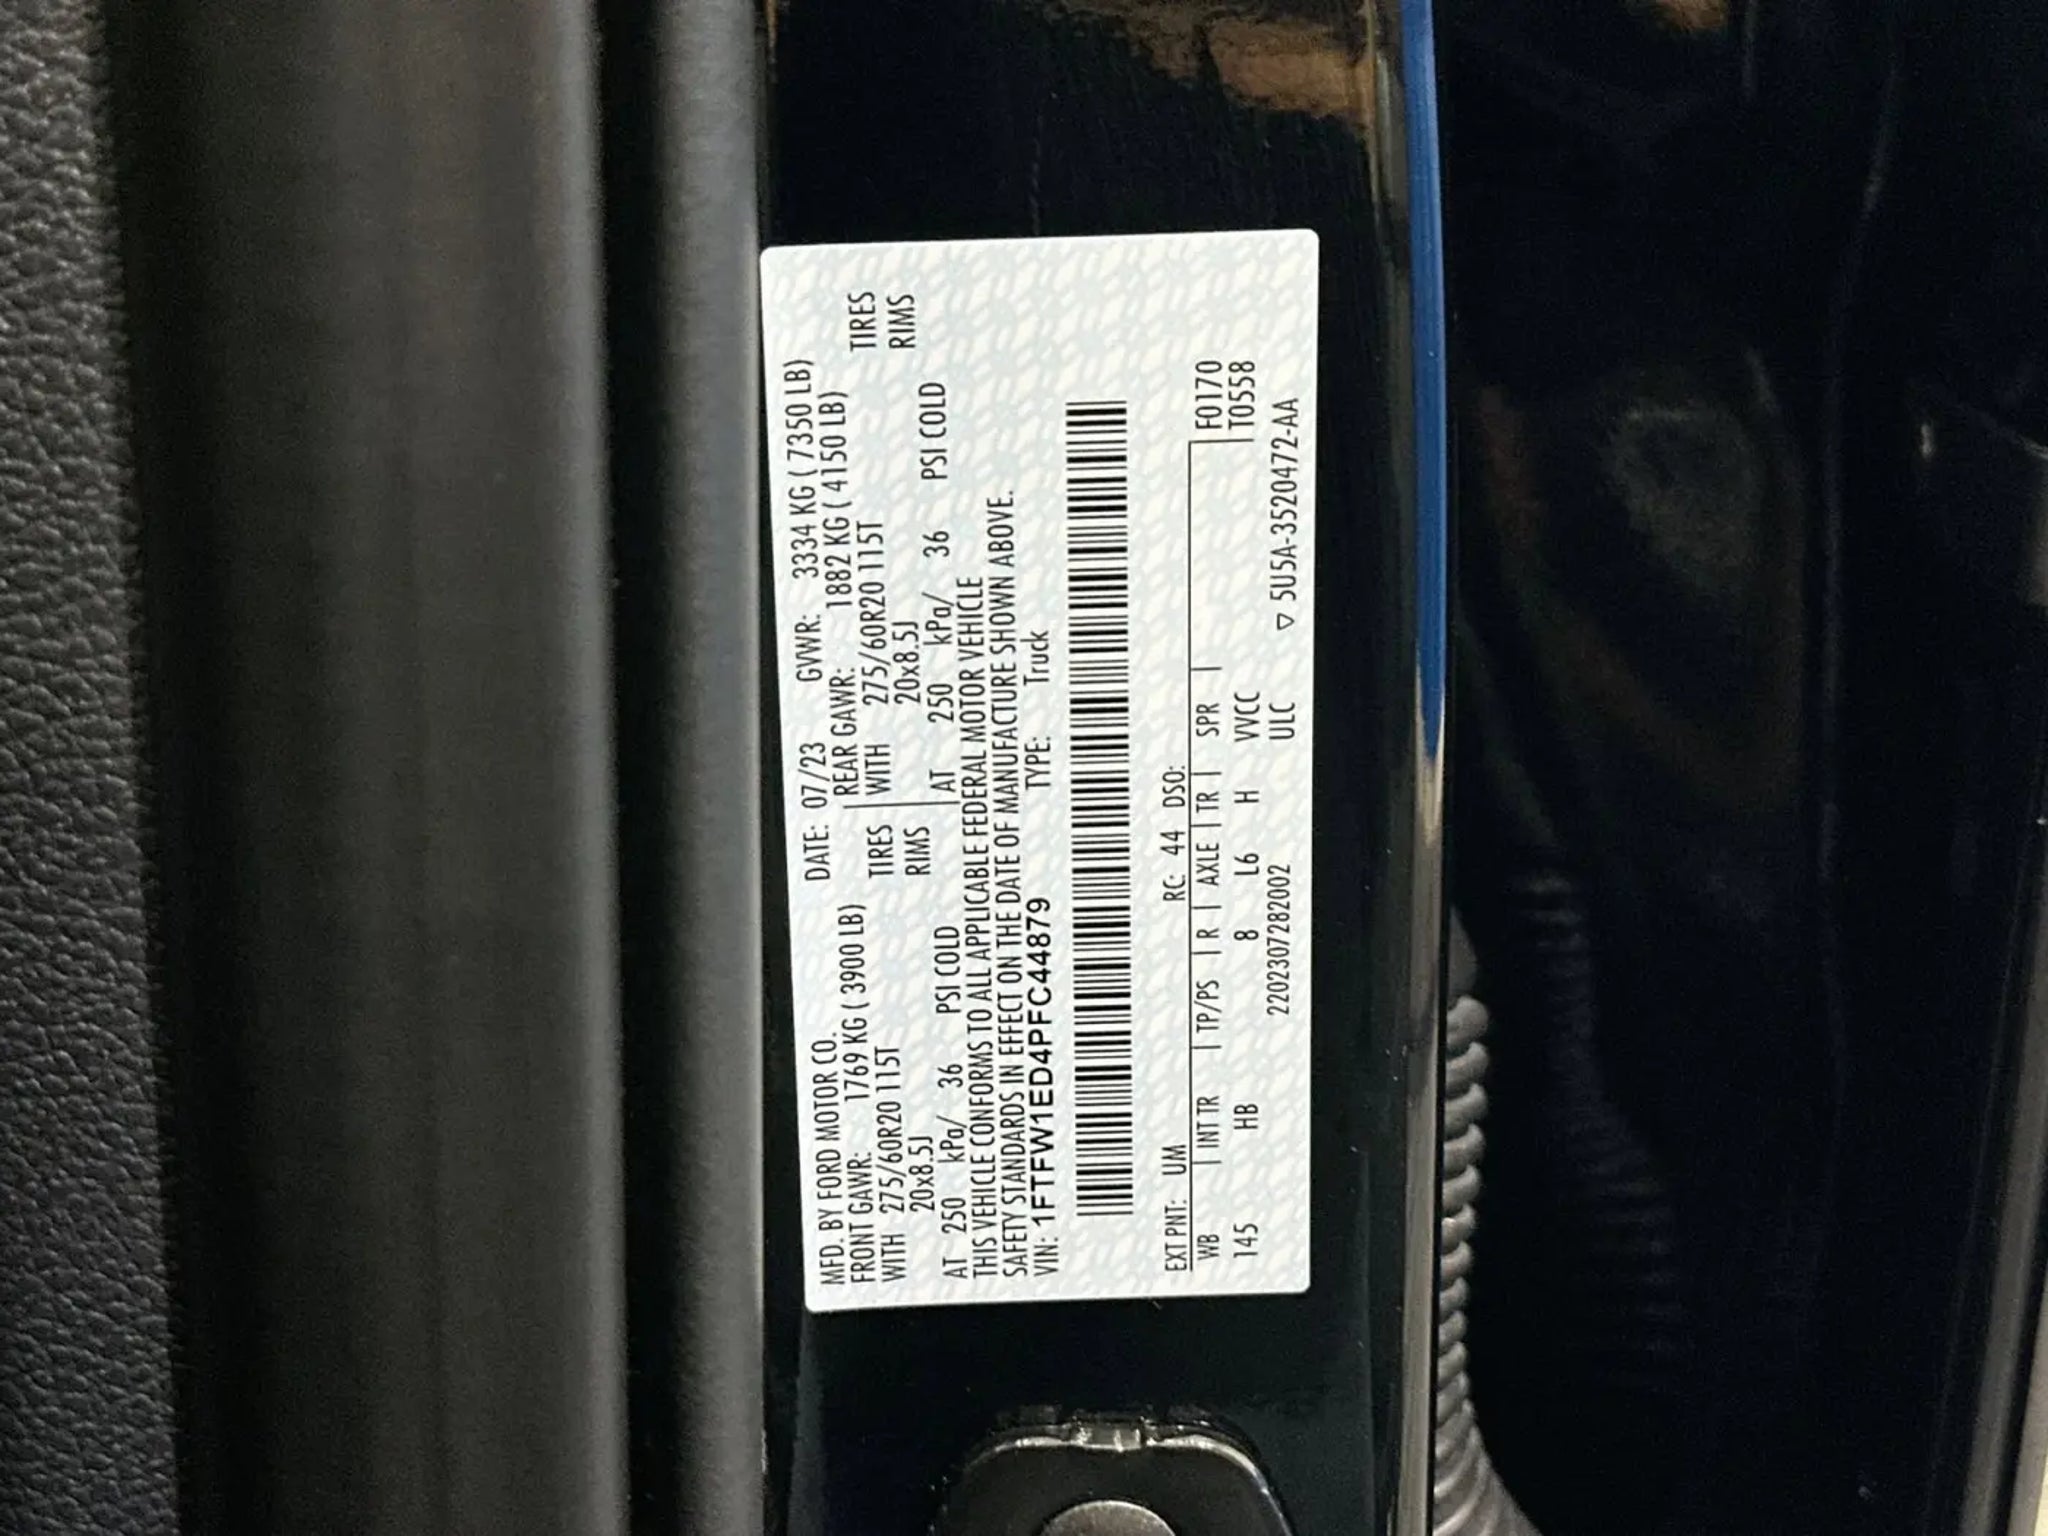 MFD. BY FORD MOTOR CO. DATE: 07/23 GVWR: 3334 KG ( 7350 LB)
FRONT GAWR: 1769 KG ( 3900 LB) REAR GAWR: 1882 KG ( 4150 LB)
WITH 275/60R20 115T TIRES WITH 275/60R20 115T TIRES
20x8.5J RIMS 20x8.5J RIMS
AT 250 kPa/ 36 PSI COLD AT 250 kPa/ 36 PSI COLD
THIS VEHICLE CONFORMS TO ALL APPLICABLE FEDERAL MOTOR VEHICLE
SAFETY STANDARDS IN EFFECT ON THE DATE OF MANUFACTURE SHOWN ABOVE.
VIN: 1FTFW1ED4PFC44879 TYPE: Truck
EXT PNT: UM RC: 44 DSO:
WB | INT TR | TP/PS | R | AXLE | TR | SPR | F0170
145 HB 8 L6 H VVCC T0558
2202307282002 ULC ▽ 5U5A-3520472-AA